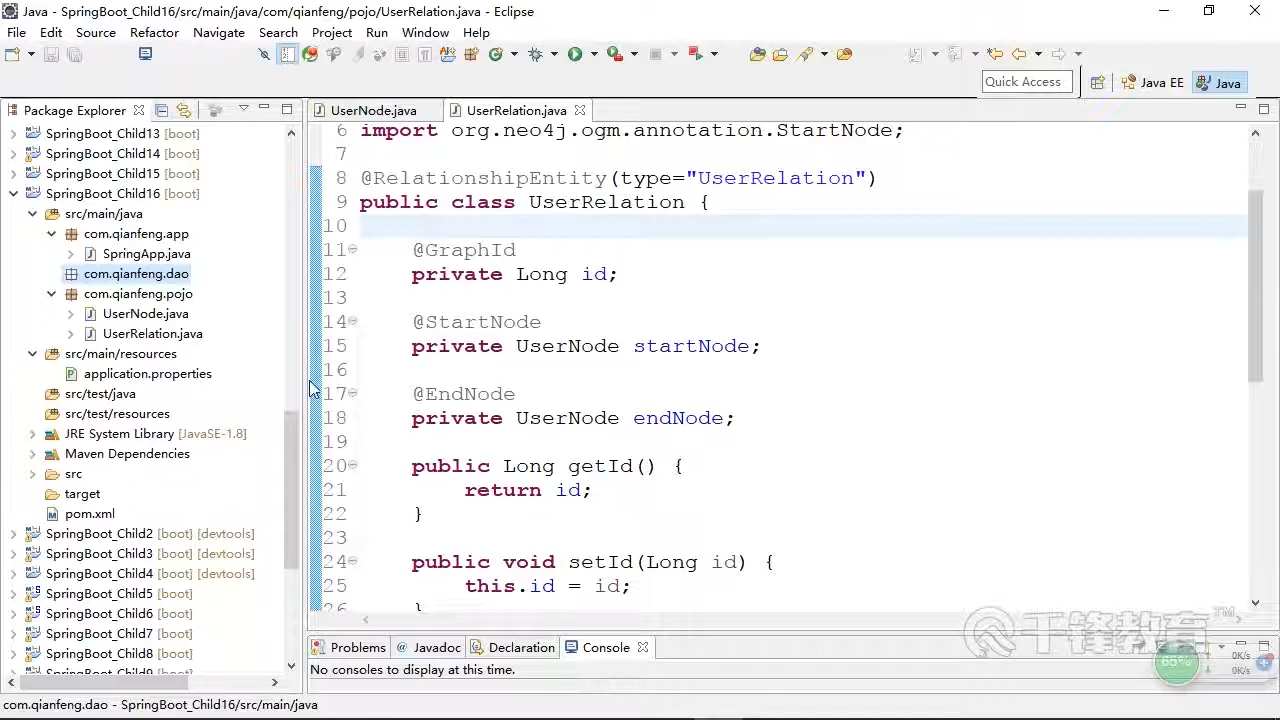 Java - SpringBoot_Child16/src/main/java/com/qianfeng/pojo/UserRelation.java - Eclipse
File Edit Source Refactor Navigate Search Project Run Window Help
Quick Access
Java EE
Java
Package Explorer
SpringBoot_Child13 [boot]
SpringBoot_Child14 [boot]
SpringBoot_Child15 [boot]
SpringBoot_Child16 [boot]
src/main/java
com.qianfeng.app
SpringApp.java
com.qianfeng.dao
com.qianfeng.pojo
UserNode.java
UserRelation.java
src/main/resources
application.properties
src/test/java
src/test/resources
JRE System Library [JavaSE-1.8]
Maven Dependencies
src
target
pom.xml
SpringBoot_Child2 [boot] [devtools]
SpringBoot_Child3 [boot] [devtools]
SpringBoot_Child4 [boot] [devtools]
SpringBoot_Child5 [boot]
SpringBoot_Child6 [boot]
SpringBoot_Child7 [boot]
SpringBoot_Child8 [boot]
SpringBoot_Child9 [boot]
UserNode.java
UserRelation.java
6 import org.neo4j.ogm.annotation.StartNode;
7
8 @RelationshipEntity(type="UserRelation")
9 public class UserRelation {
10
11 @GraphId
12 private Long id;
13
14 @StartNode
15 private UserNode startNode;
16
17 @EndNode
18 private UserNode endNode;
19
20 public Long getId() {
21 return id;
22 }
23
24 public void setId(Long id) {
25 this.id = id;
26 }
Problems
@ Javadoc
Declaration
Console
No consoles to display at this time.
千锋教育™
65%
0K/s
0K/s
com.qianfeng.dao - SpringBoot_Child16/src/main/java